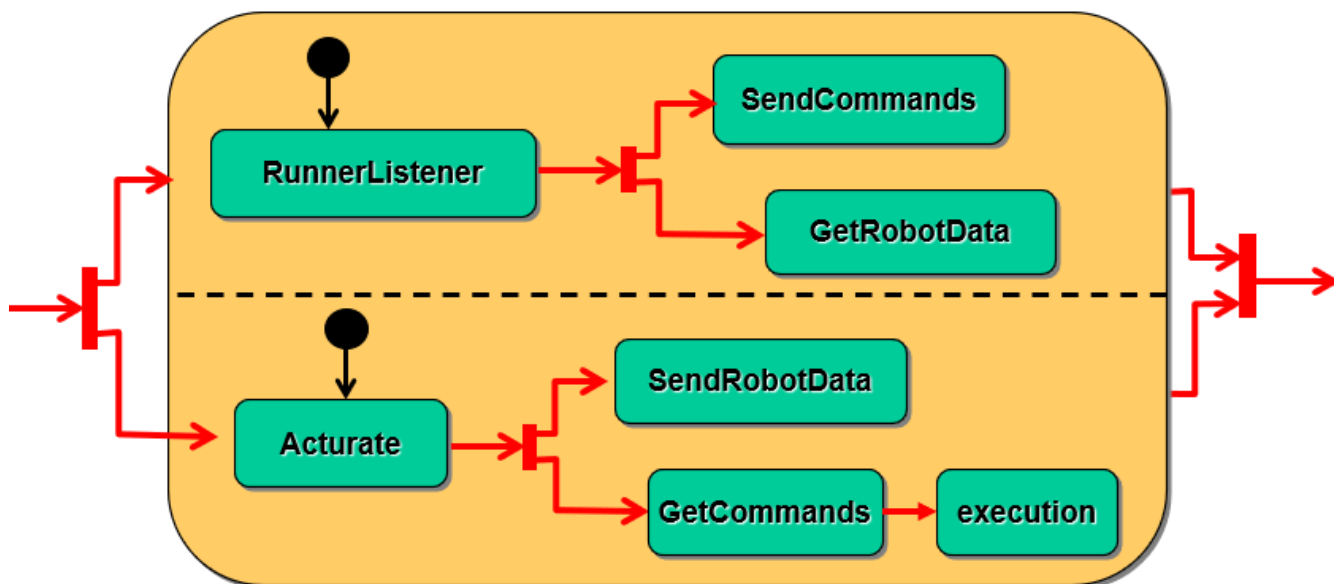 SendCommands
RunnerListener
GetRobotData
SendRobotData
Acturate
GetCommands
execution